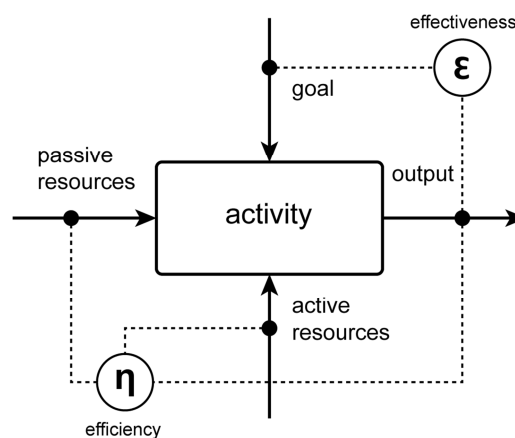 effectiveness
ε
goal
passive
resources
output
activity
active
resources
η
efficiency